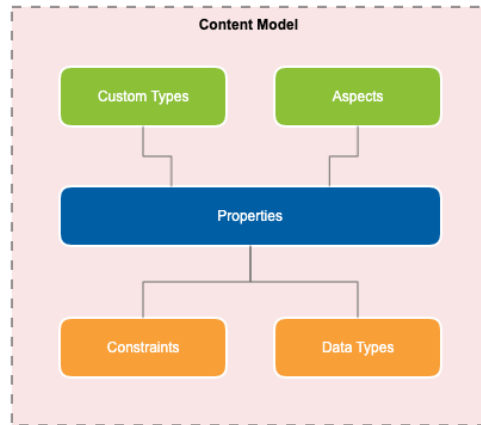 Content Model
Custom Types
Aspects
Properties
Constraints
Data Types